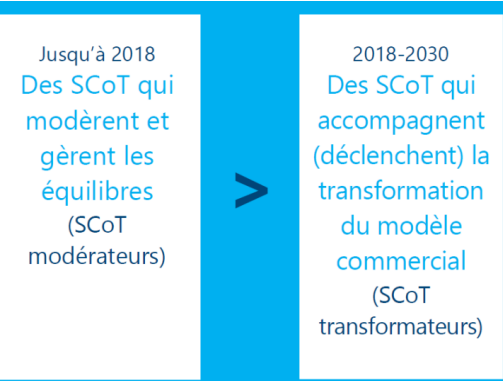 Jusqu'à 2018
Des SCoT qui
modèrent et
gèrent les
équilibres
(SCoT
modérateurs)
>
2018-2030
Des SCoT qui
accompagnent
(déclenchent) la
transformation
du modèle
commercial
(SCoT
transformateurs)